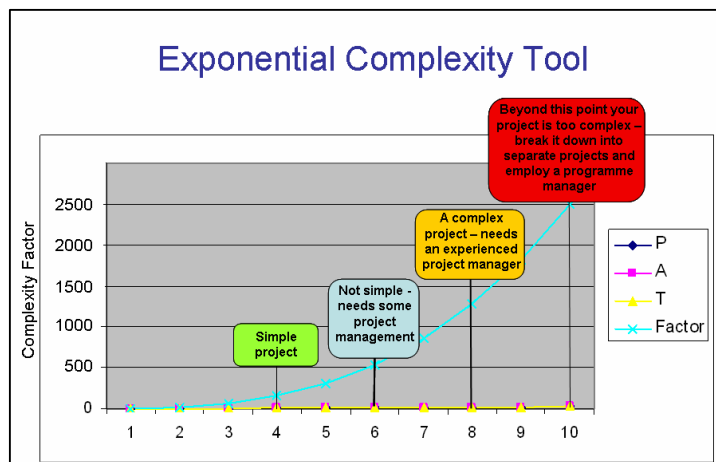 Exponential Complexity Tool
Beyond this point your
project is too complex –
break it down into
separate projects and
employ a programme
manager
A complex
project – needs
an experienced
project manager
Not simple -
needs some
project
management
Simple
project
Complexity Factor
2500
2000
1500
1000
500
0
1 2 3 4 5 6 7 8 9 10
P
A
T
Factor